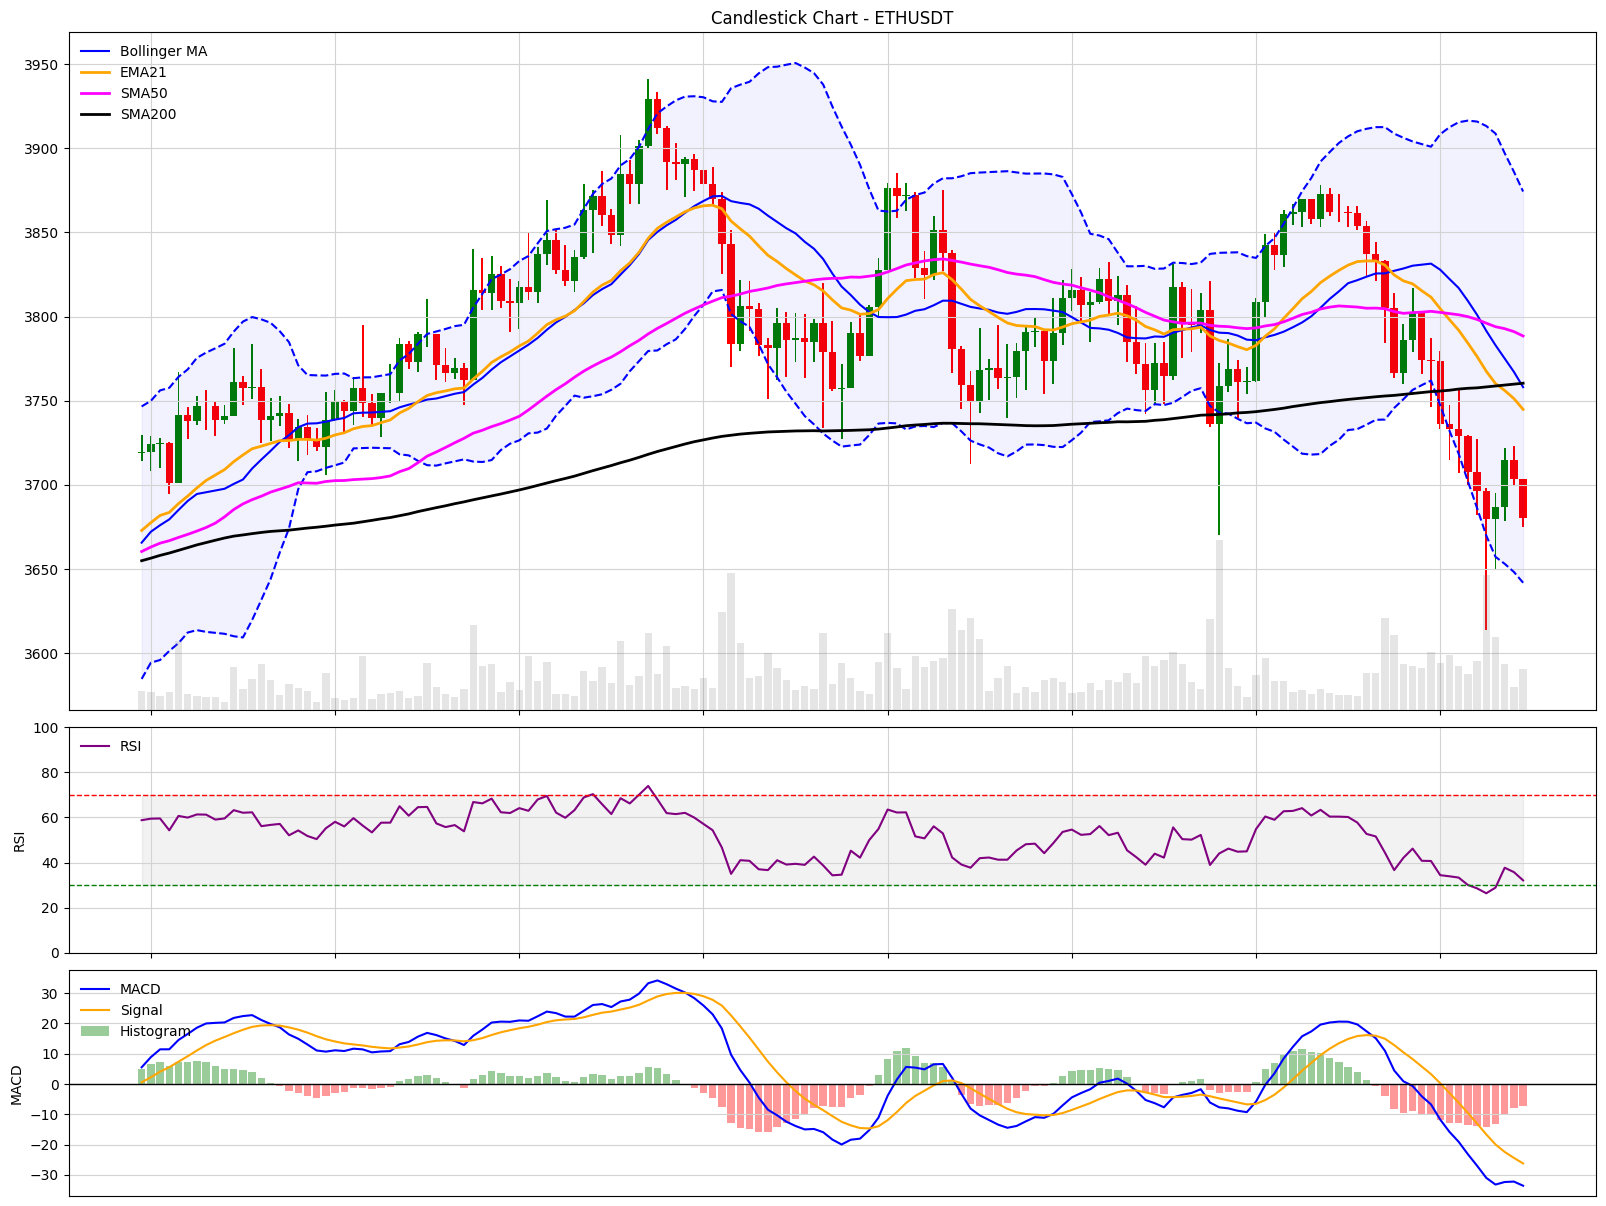 Candlestick Chart - ETHUSDT
Bollinger MA
EMA21
SMA50
SMA200
3950
3900
3850
3800
3750
3700
3650
3600
RSI
100
80
60
40
20
0
RSI
MACD
Signal
Histogram
30
20
10
0
−10
−20
−30
MACD